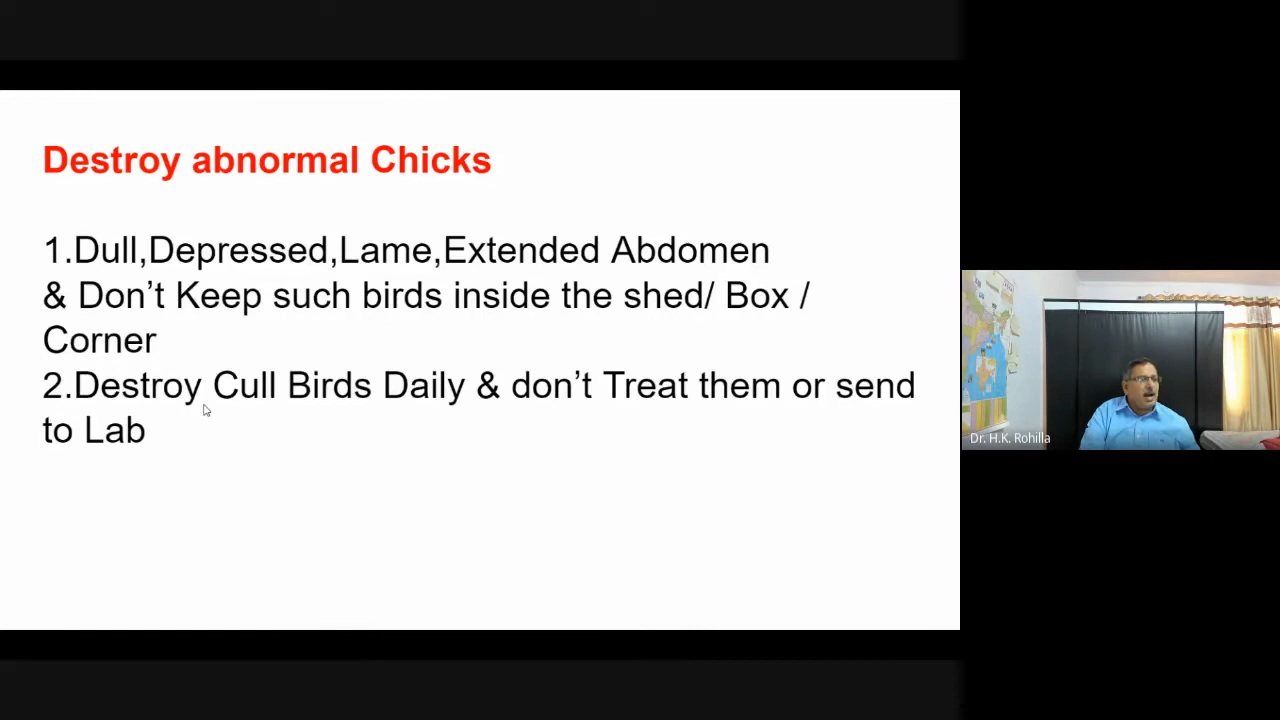 Destroy abnormal Chicks
1.Dull,Depressed,Lame,Extended Abdomen
& Don’t Keep such birds inside the shed/ Box /
Corner
2.Destroy Cull Birds Daily & don’t Treat them or send
to Lab
Dr. H.K. Rohilla